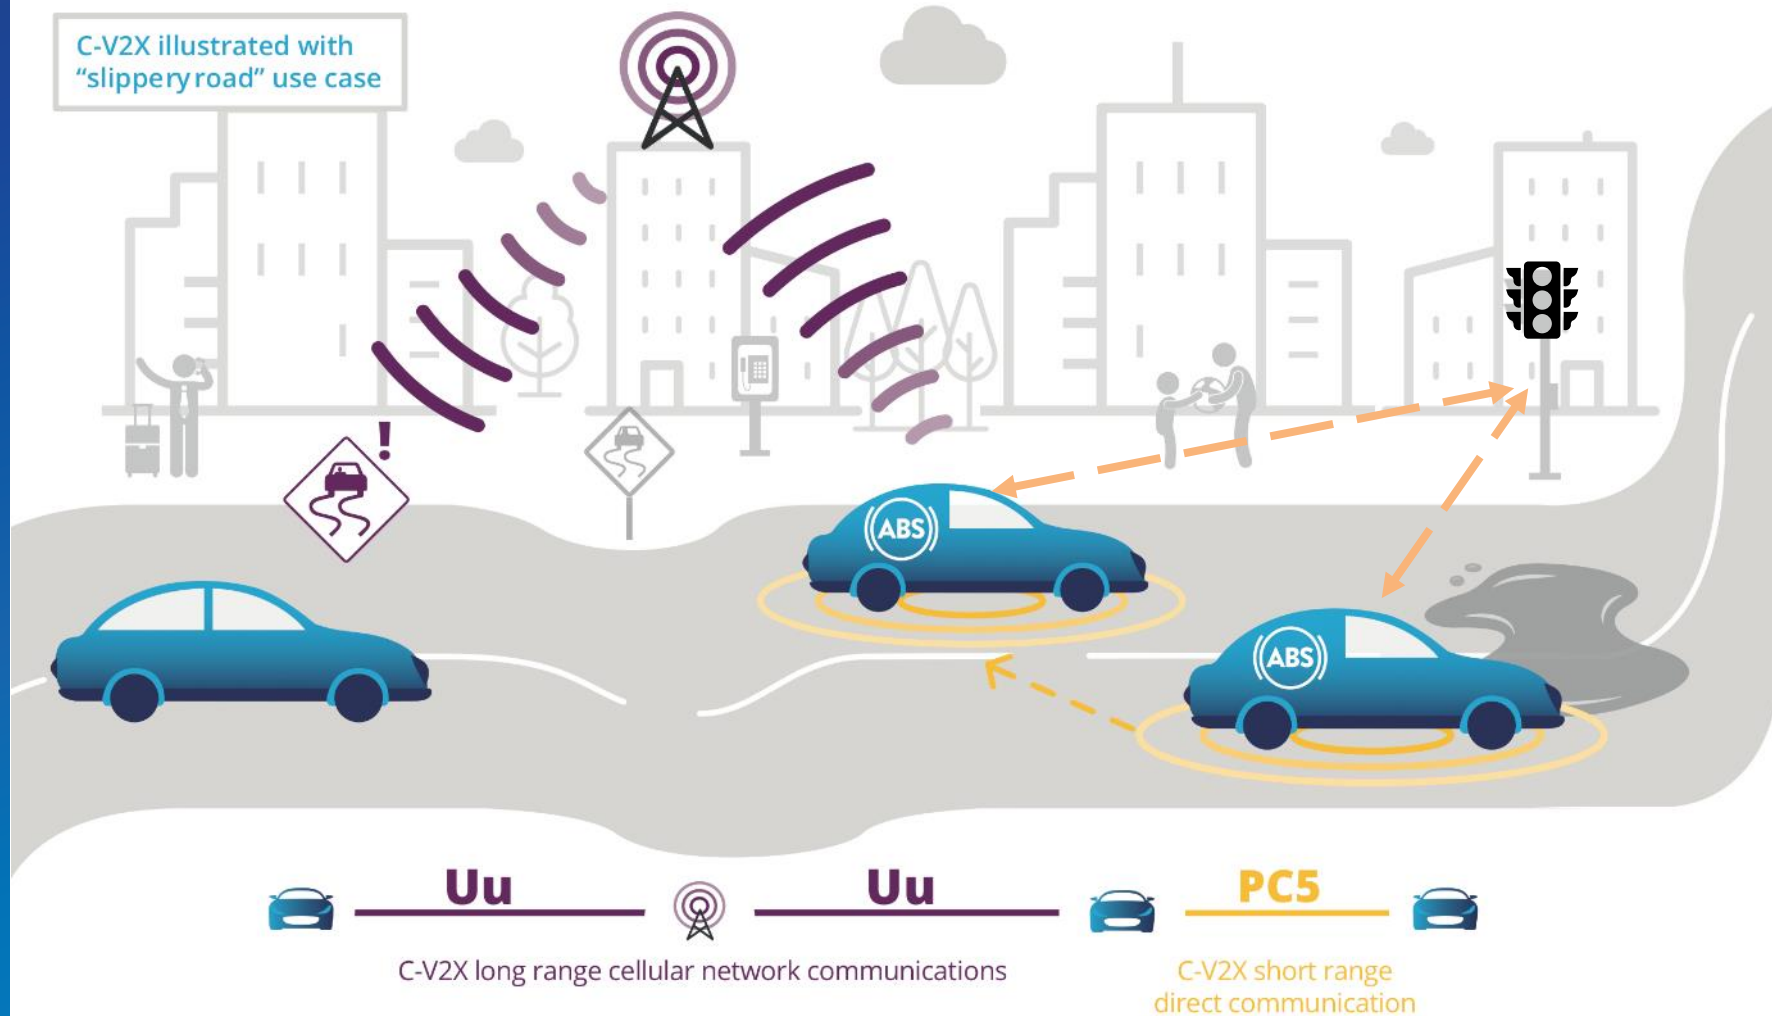 C-V2X illustrated with
“slippery road” use case
!
ABS
ABS
Uu
Uu
PC5
C-V2X long range cellular network communications
C-V2X short range
direct communication